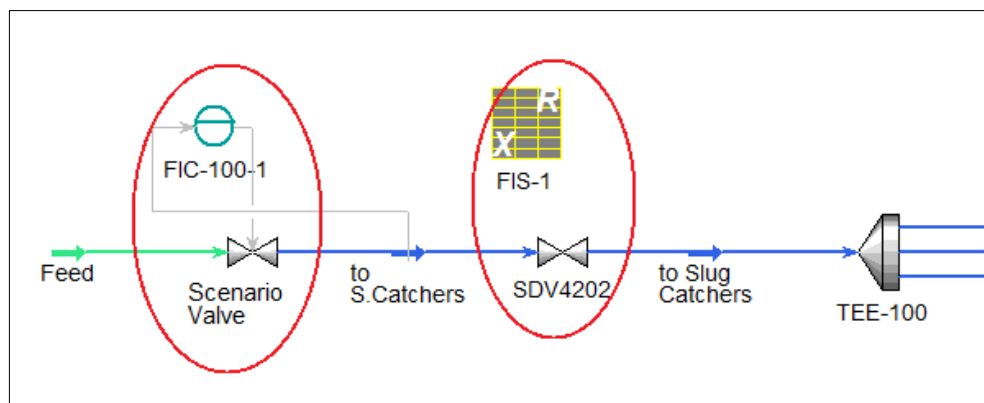 R
X
FIC-100-1
FIS-1
Feed
Scenario
Valve
to
S.Catchers
SDV4202
to Slug
Catchers
TEE-100